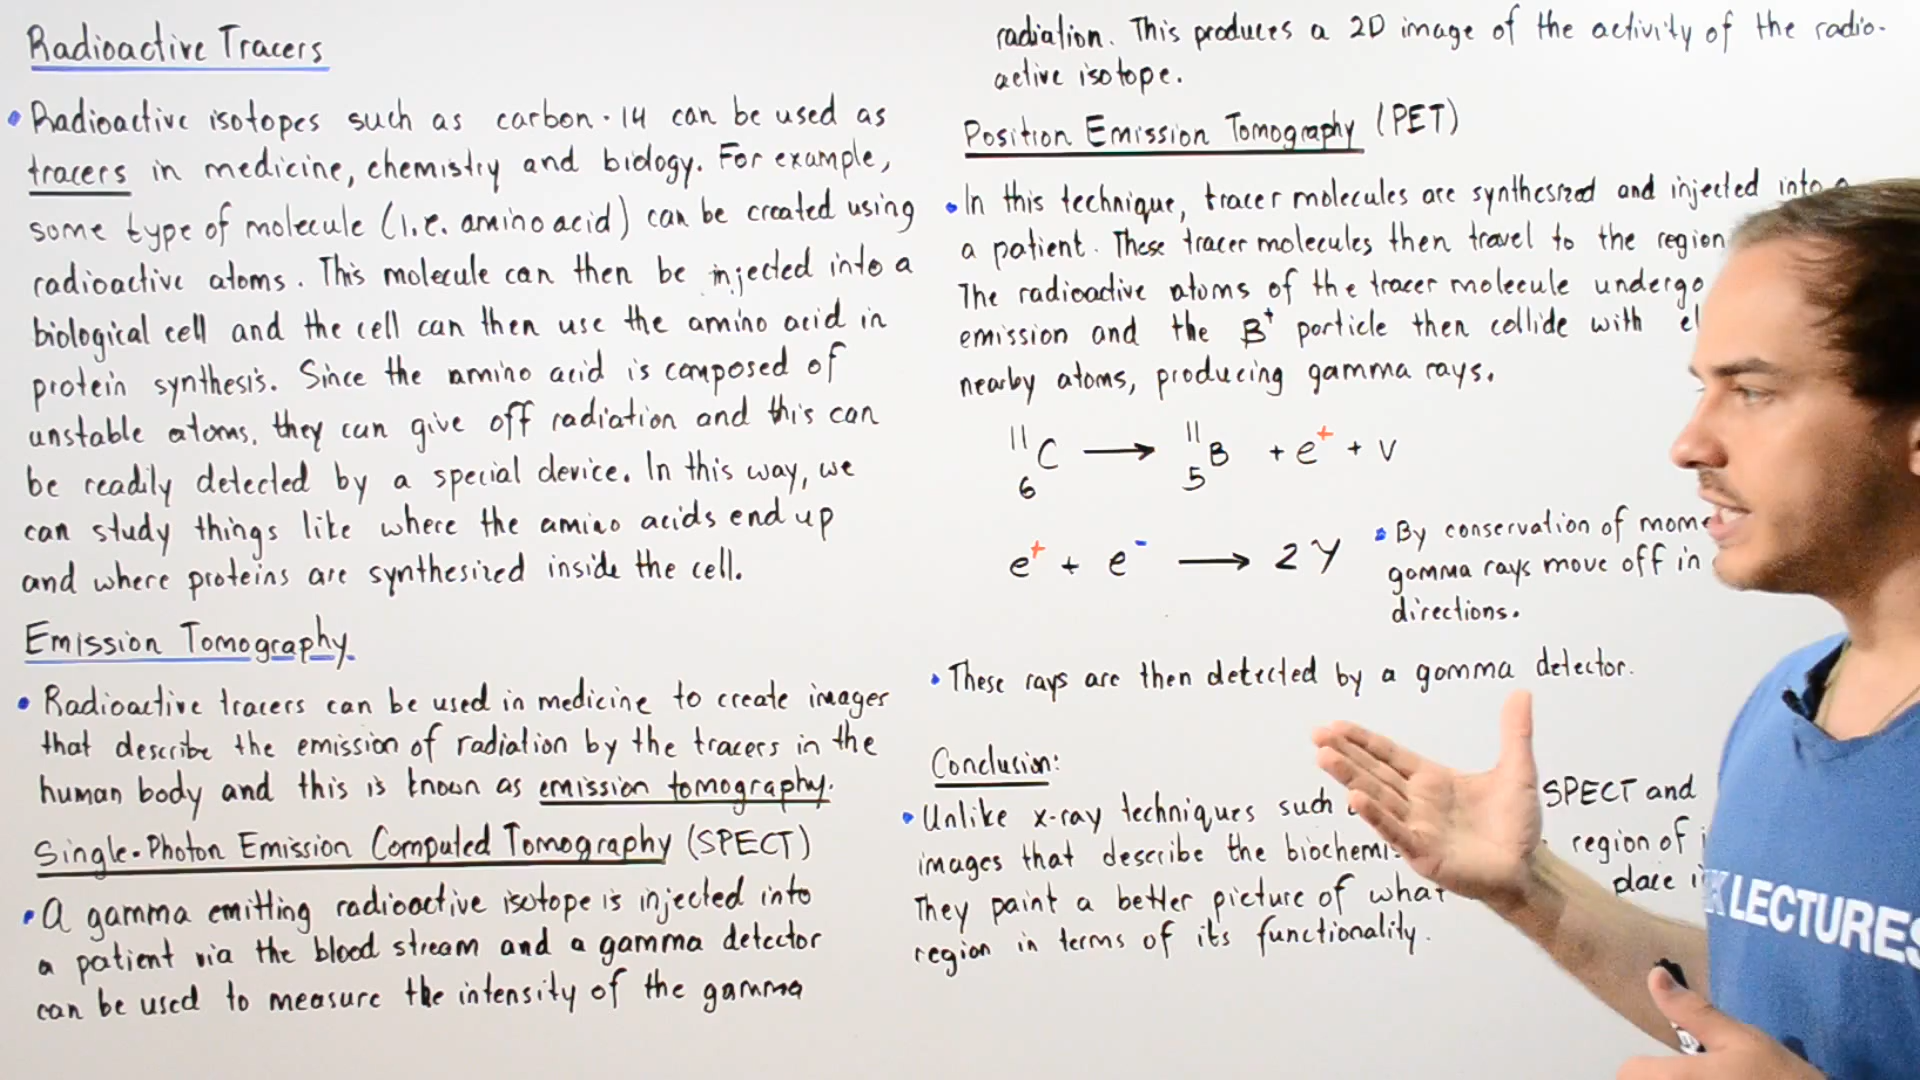 Radioactive Tracers
• Radioactive isotopes such as carbon-14 can be used as
tracers in medicine, chemistry and biology. For example,
some type of molecule (i.e. amino acid) can be created using
radioactive atoms. This molecule can then be injected into a
biological cell and the cell can then use the amino acid in
protein synthesis. Since the amino acid is composed of
unstable atoms, they can give off radiation and this can
be readily detected by a special device. In this way, we
can study things like where the amino acids end up
and where proteins are synthesized inside the cell.
Emission Tomography
• Radioactive tracers can be used in medicine to create images
that describe the emission of radiation by the tracers in the
human body and this is known as emission tomography.
Single-Photon Emission Computed Tomography (SPECT)
• A gamma emitting radioactive isotope is injected into
a patient via the blood stream and a gamma detector
can be used to measure the intensity of the gamma
radiation. This produces a 2D image of the activity of the radio-
active isotope.
Position Emission Tomography (PET)
• In this technique, tracer molecules are synthesized and injected into
a patient. These tracer molecules then travel to the region
The radioactive atoms of the tracer molecule undergo
emission and the B+ particle then collide with el
nearby atoms, producing gamma rays.
11 6 C → 11 5 B + e+ + v
e+ + e- → 2γ
• By conservation of mome
gamma rays move off in
directions.
• These rays are then detected by a gamma detector.
Conclusion:
• Unlike x-ray techniques such SPECT and
images that describe the biochemi region of
They paint a better picture of what place i
region in terms of its functionality.
K LECTURES